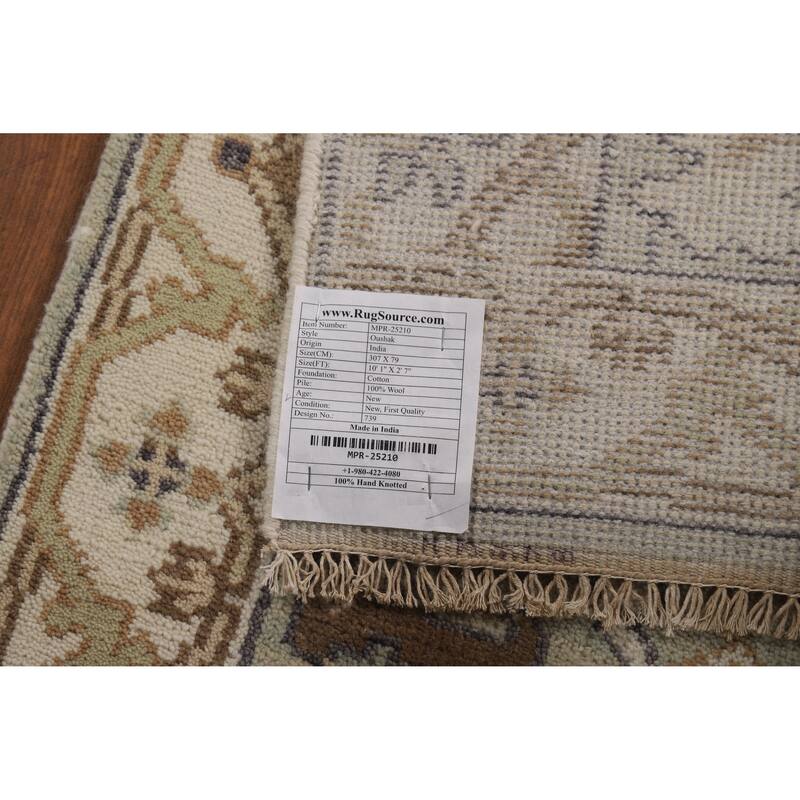 www.RugSource.com
Item Number: MPR-25210
Style Oushak
Origin India
Size(CM): 307 X 79
Size(FT): 10' 1" X 2' 7"
Foundation: Cotton
Pile: 100% Wool
Age: New
Condition: New, First Quality
Design No.: 739
Made in India
MPR-25210
+1-980-422-4080
100% Hand Knotted